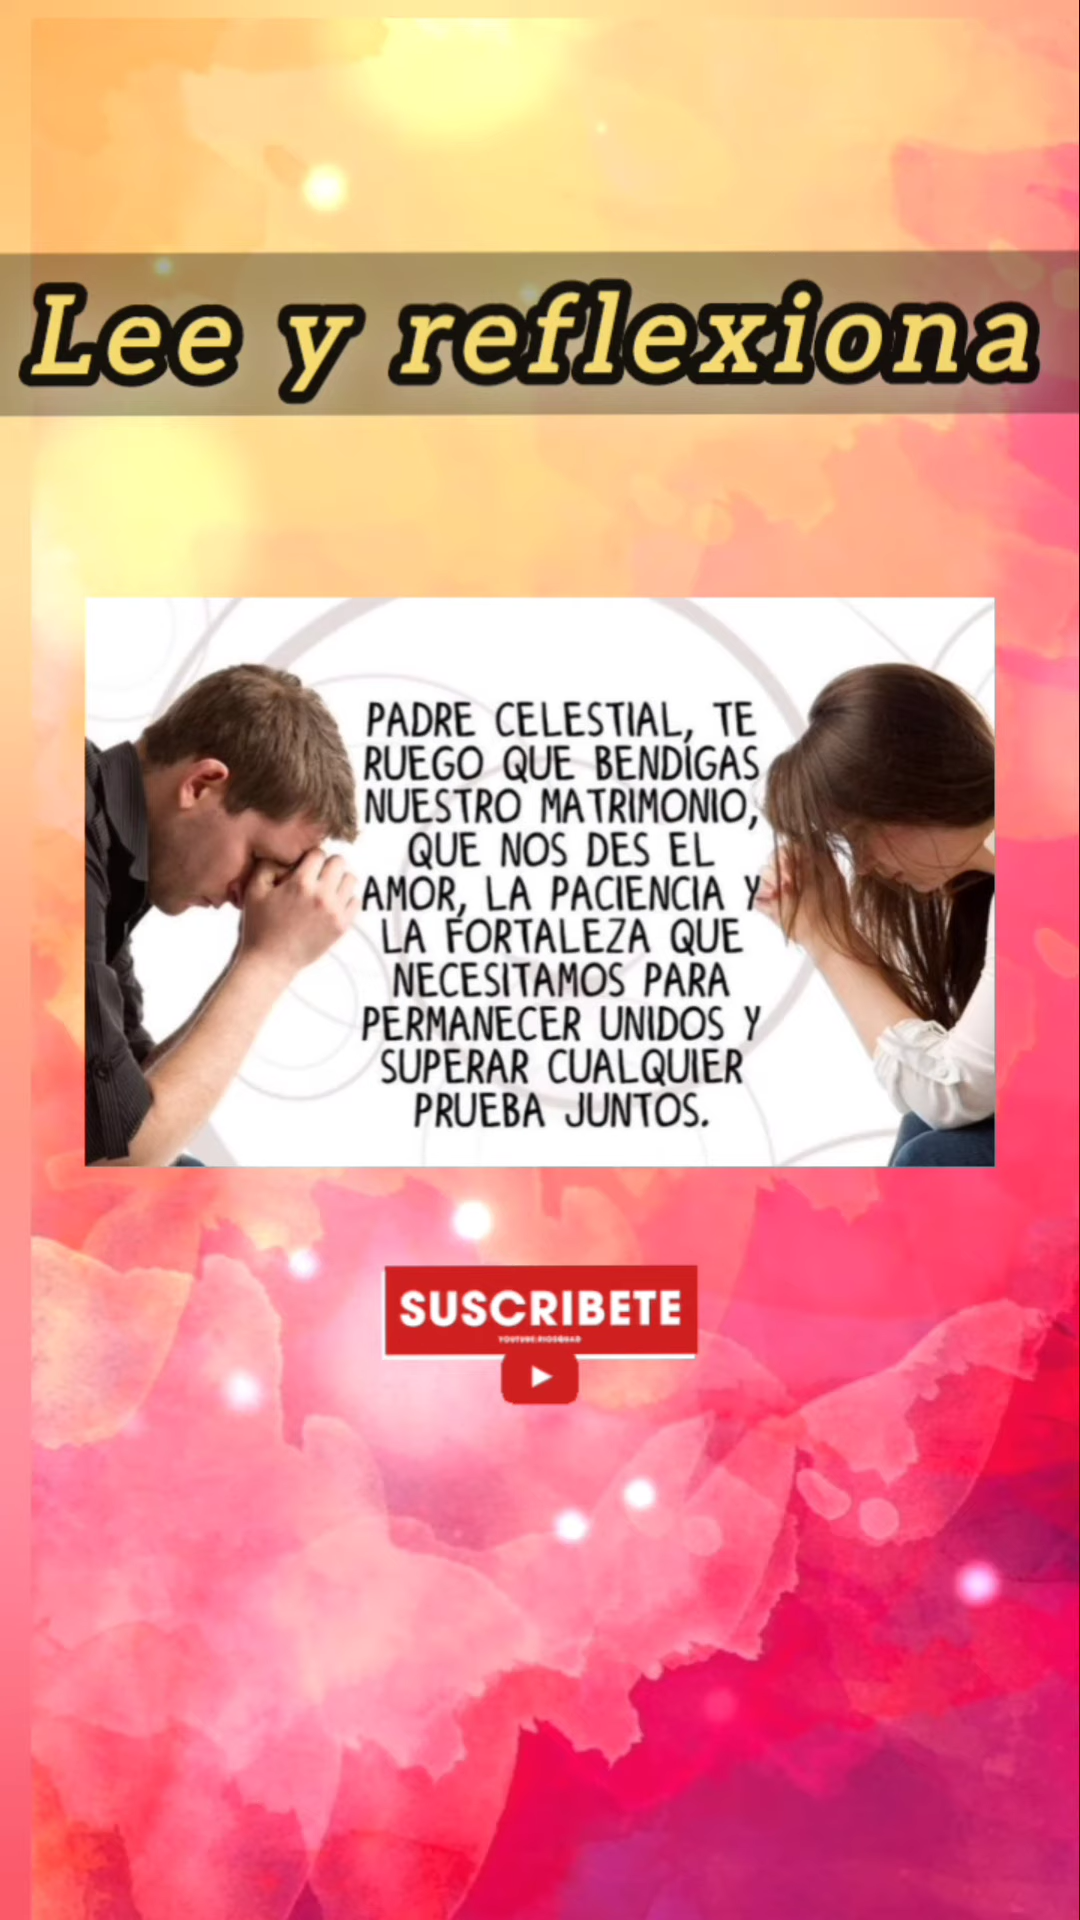 Lee y reflexiona
PADRE CELESTIAL, TE
RUEGO QUE BENDIGAS
NUESTRO MATRIMONIO,
QUE NOS DES EL
AMOR, LA PACIENCIA Y
LA FORTALEZA QUE
NECESITAMOS PARA
PERMANECER UNIDOS Y
SUPERAR CUALQUIER
PRUEBA JUNTOS.
SUSCRIBETE